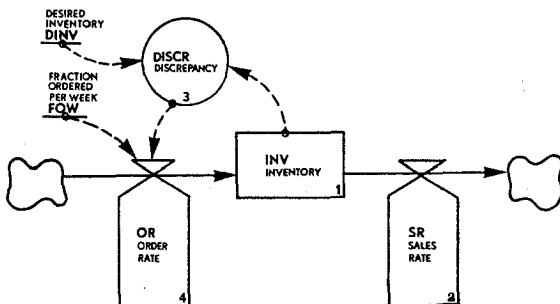 DESIRED
INVENTORY
DINV
FRACTION
ORDERED
PER WEEK
FOW
DISCR
DISCREPANCY
3
INV
INVENTORY
1
OR
ORDER
RATE
4
SR
SALES
RATE
2